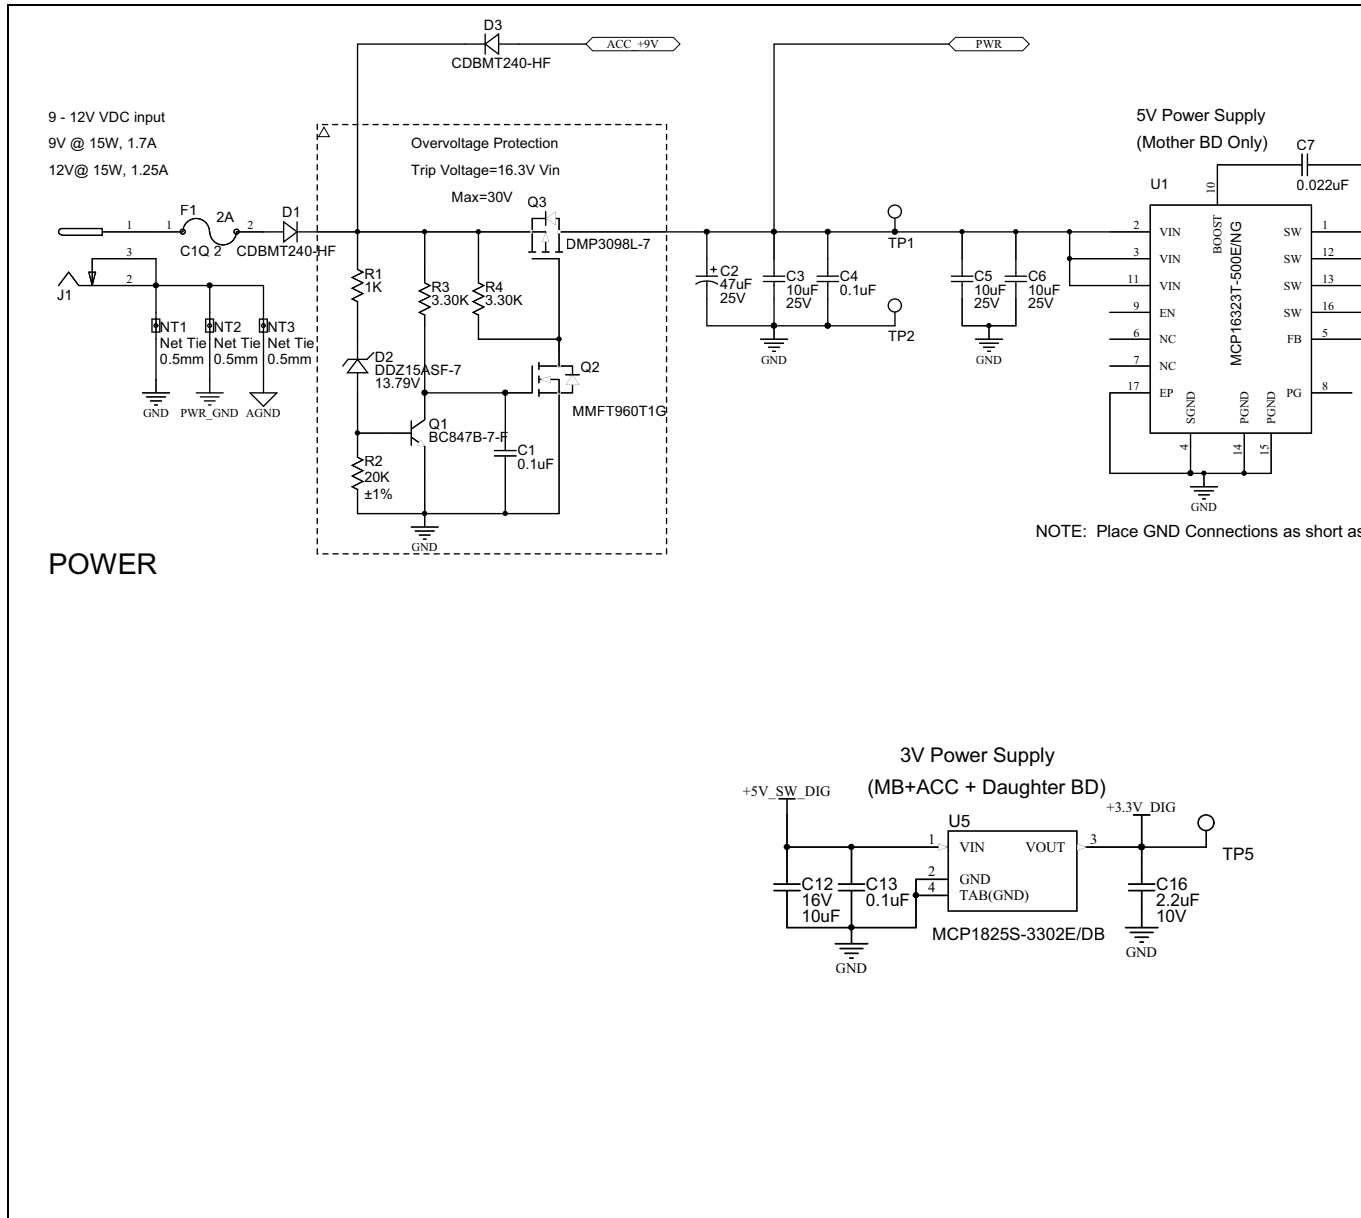 D3
ACC_+9V
CDBMT240-HF
PWR
9 - 12V VDC input
9V @ 15W, 1.7A
12V@ 15W, 1.25A
Overvoltage Protection
Trip Voltage=16.3V Vin
Max=30V
5V Power Supply
(Mother BD Only)
C7
0.022uF
U1
10
F1
2A
D1
Q3
1
1
2
C1Q 2
CDBMT240-HF
DMP3098L-7
TP1
3
2
J1
R1
1K
R3
3.30K
R4
3.30K
+
C2
47uF
25V
C3
10uF
25V
C4
0.1uF
C5
10uF
25V
C6
10uF
25V
TP2
GND
GND
2 VIN
3 VIN
11 VIN
9 EN
6 NC
7 NC
17 EP
BOOST
MCP16323T-500E/NG
SW 1
SW 12
SW 13
SW 16
FB 5
PG 8
SGND
PGND
PGND
4
14
15
GND
NT1
Net Tie
0.5mm
NT2
Net Tie
0.5mm
NT3
Net Tie
0.5mm
GND
PWR_GND
AGND
D2
DDZ15ASF-7
13.79V
Q2
MMFT960T1G
Q1
BC847B-7-F
C1
0.1uF
R2
20K
±1%
GND
NOTE: Place GND Connections as short as
POWER
3V Power Supply
(MB+ACC + Daughter BD)
+5V_SW_DIG
+3.3V_DIG
U5
1 VIN
VOUT 3
2 GND
4 TAB(GND)
TP5
C12
16V
10uF
C13
0.1uF
C16
2.2uF
10V
MCP1825S-3302E/DB
GND
GND